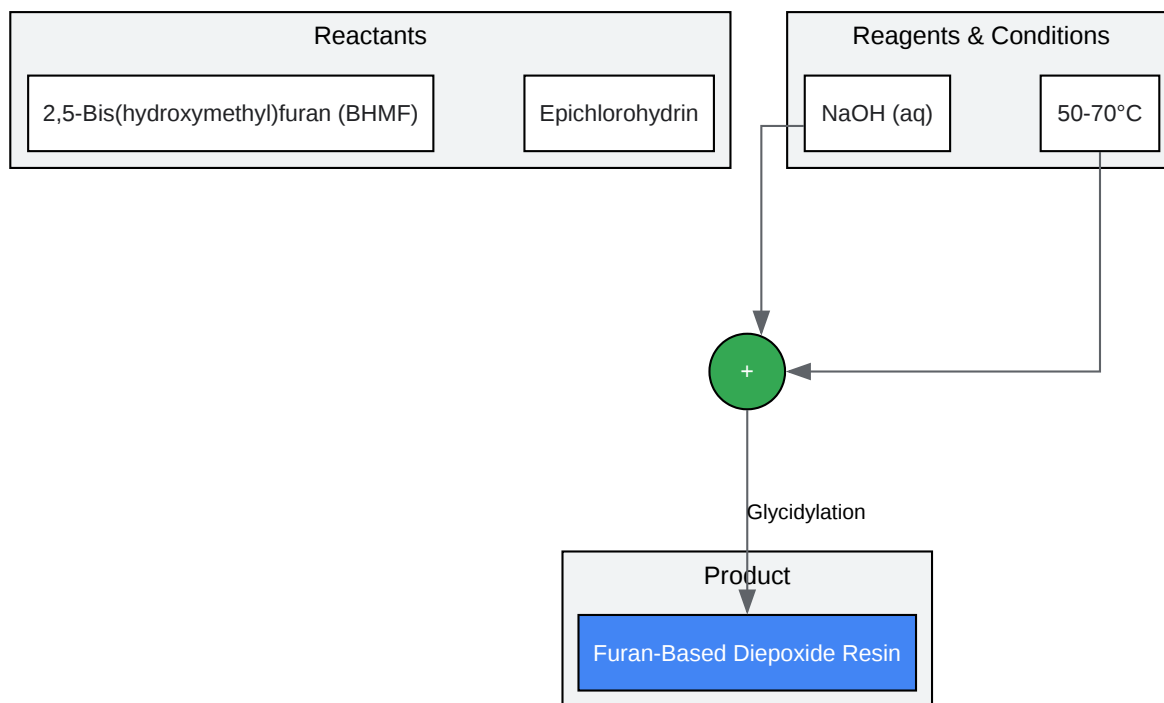 Reactants
Reagents & Conditions
2,5-Bis(hydroxymethyl)furan (BHMF)
Epichlorohydrin
NaOH (aq)
50-70°C
+
Glycidylation
Product
Furan-Based Diepoxide Resin